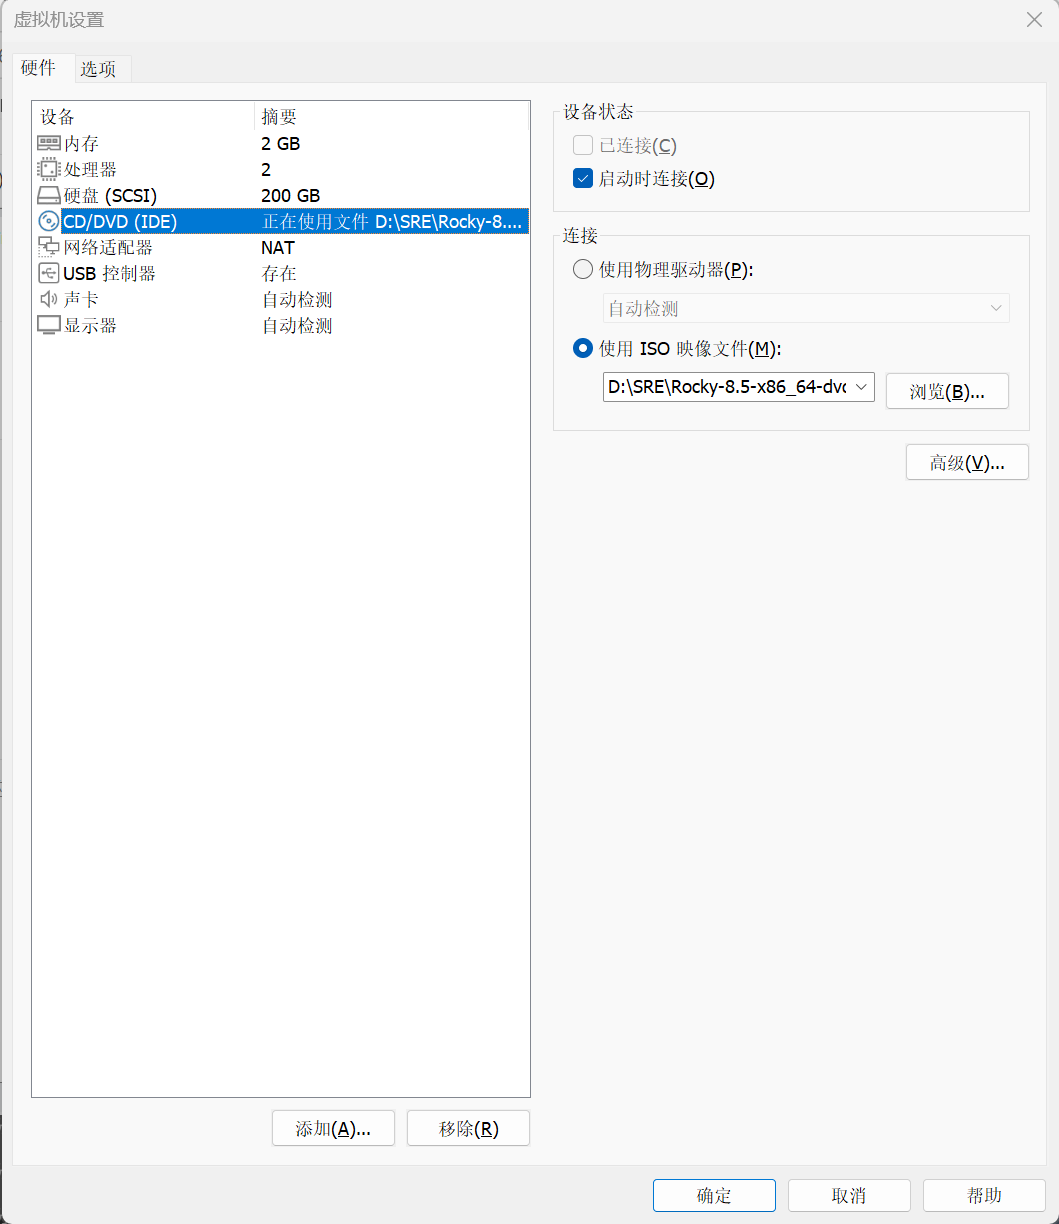 虚拟机设置
硬件 选项
设备 摘要
内存 2 GB
处理器 2
硬盘 (SCSI) 200 GB
CD/DVD (IDE) 正在使用文件 D:\SRE\Rocky-8....
网络适配器 NAT
USB 控制器 存在
声卡 自动检测
显示器 自动检测
添加(A)... 移除(R)
设备状态
已连接(C)
启动时连接(O)
连接
使用物理驱动器(P):
自动检测
使用 ISO 映像文件(M):
D:\SRE\Rocky-8.5-x86_64-dvd 浏览(B)...
高级(V)...
确定 取消 帮助